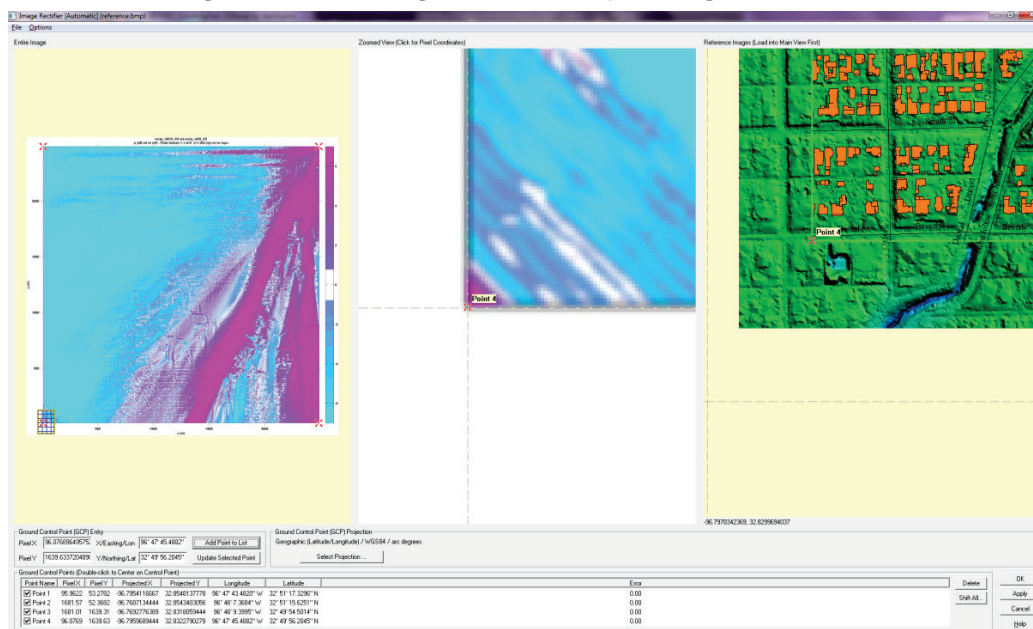 Image Rectifier [Automatic] (reference.bmp)
File Options
Entire Image
Zoomed View (Click for Pixel Coordinates)
Reference Images (Load into Main View First)
Point 4
Point 4
-96.7978342369, 32.8299694037
Ground Control Point (GCP) Entry
Pixel X 96.07689649575 X/Easting/Lon 96° 47' 45.4882" Add Point to List
Pixel Y 1639.633720489 Y/Northing/Lat 32° 49' 56.2045" Update Selected Point
Ground Control Point (GCP) Projection
Geographic (Latitude/Longitude) / WGS84 / arc degrees
Select Projection...
Ground Control Points (Double-click to Center on Control Point)
Point Name Pixel X Pixel Y Projected X Projected Y Longitude Latitude Error
Point 1 95.9622 53.2782 -96.7954116667 32.8548137778 96° 47' 43.4820" W 32° 51' 17.3296" N 0.00
Point 2 1681.57 52.3682 -96.7687134444 32.8543403056 96° 46' 7.3684" W 32° 51' 15.6251" N 0.00
Point 3 1681.01 1639.31 -96.7692776389 32.8318059444 96° 46' 9.3995" W 32° 49' 54.5014" N 0.00
Point 4 96.0769 1639.63 -96.7959689444 32.8322790278 96° 47' 45.4882" W 32° 49' 56.2045" N 0.00
Delete
Shift All...
OK
Apply
Cancel
Help